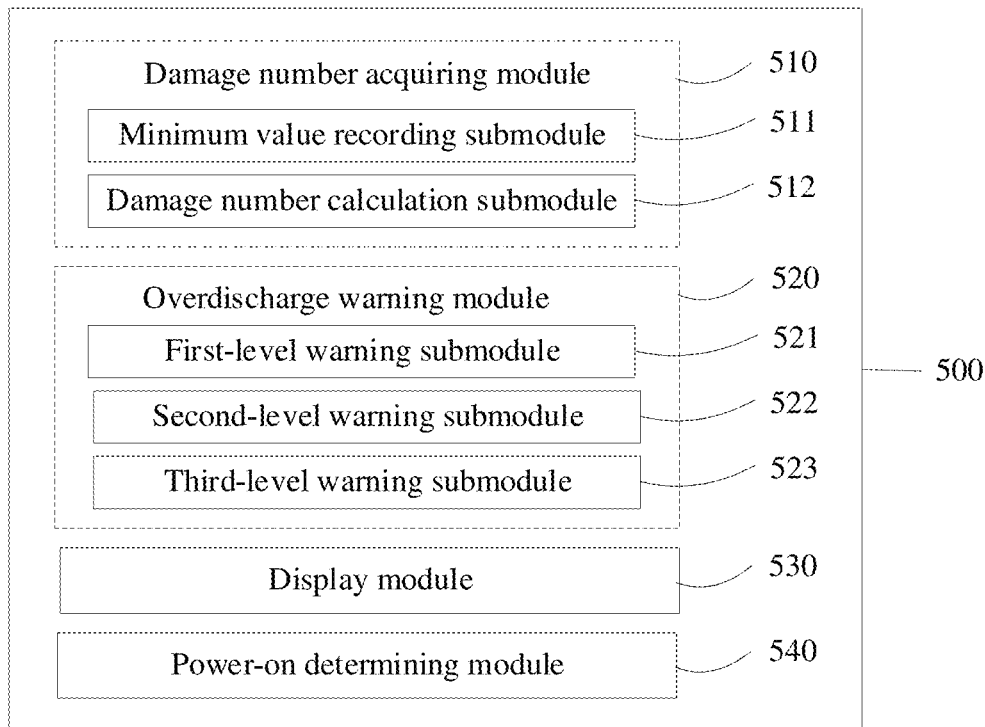 Damage number acquiring module 510
Minimum value recording submodule 511
Damage number calculation submodule 512
Overdischarge warning module 520
First-level warning submodule 521
Second-level warning submodule 522
500
Third-level warning submodule 523
Display module 530
Power-on determining module 540